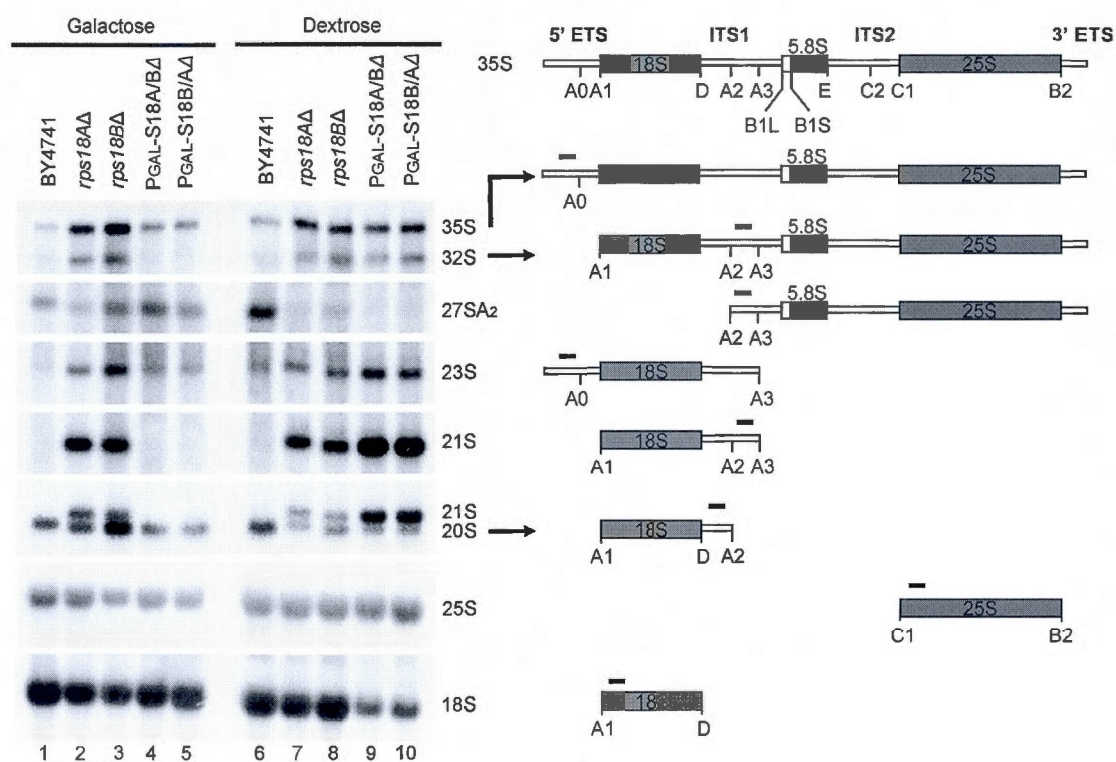 Galactose
Dextrose
BY4741
rps18AΔ
rps18BΔ
PGAL-S18A/BΔ
PGAL-S18B/AΔ
BY4741
rps18AΔ
rps18BΔ
PGAL-S18A/BΔ
PGAL-S18B/AΔ
35S
32S
27SA2
23S
21S
21S
20S
25S
18S
1 2 3 4 5 6 7 8 9 10
5' ETS ITS1 5.8S ITS2 3' ETS
35S 18S 25S
A0 A1 D A2 A3 E C2 C1 B2
B1L B1S
5.8S
25S
A0
5.8S
18S 25S
A1 A2 A3
5.8S
25S
A2 A3
18S
A0 A3
18S
A1 A2 A3
18S
A1 D A2
25S
C1 B2
18
A1 D